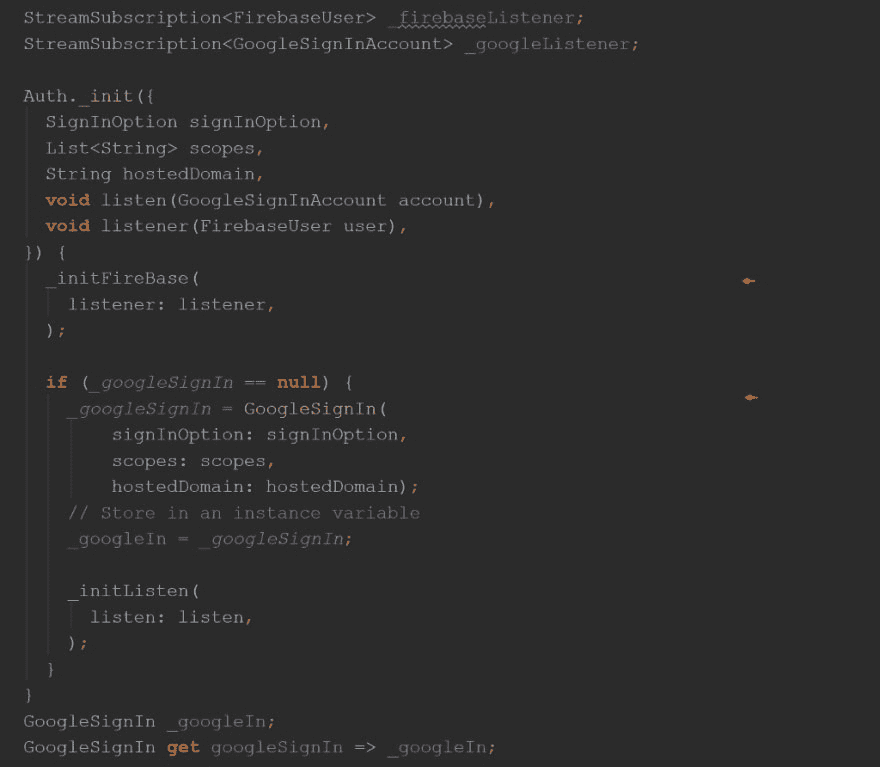 StreamSubscription<FirebaseUser> _firebaseListener;
StreamSubscription<GoogleSignInAccount> _googleListener;
Auth._init({
SignInOption signInOption,
List<String> scopes,
String hostedDomain,
void listen(GoogleSignInAccount account),
void listener(FirebaseUser user),
}) {
_initFireBase(
listener: listener,
);
if (_googleSignIn == null) {
_googleSignIn = GoogleSignIn(
signInOption: signInOption,
scopes: scopes,
hostedDomain: hostedDomain);
// Store in an instance variable
_googleIn = _googleSignIn;
_initListen(
listen: listen,
);
}
}
GoogleSignIn _googleIn;
GoogleSignIn get googleSignIn => _googleIn;